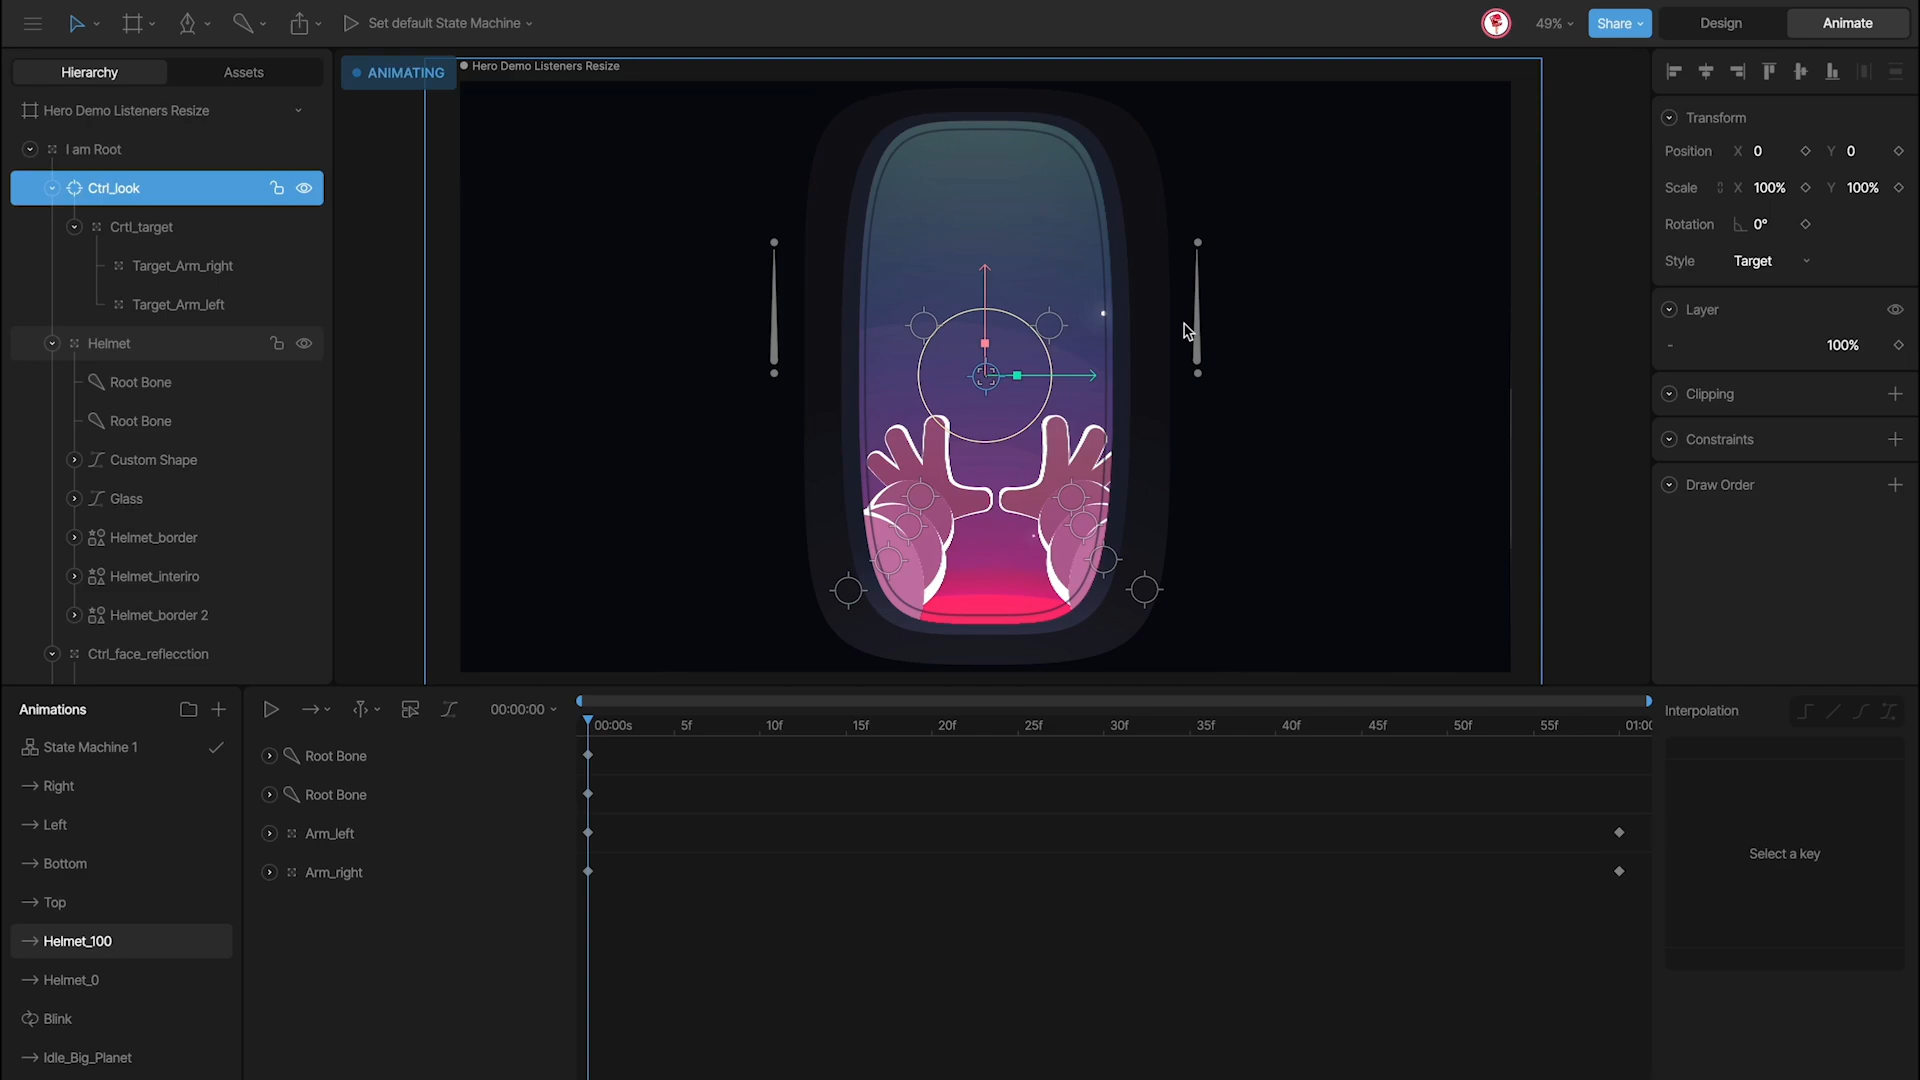 Set default State Machine
49%
Share
Design
Animate
Hierarchy
Assets
ANIMATING
Hero Demo Listeners Resize
Hero Demo Listeners Resize
I am Root
Ctrl_look
Crtl_target
Target_Arm_right
Target_Arm_left
Helmet
Root Bone
Root Bone
Custom Shape
Glass
Helmet_border
Helmet_interiro
Helmet_border 2
Ctrl_face_reflecction
Transform
Position X 0 Y 0
Scale X 100% Y 100%
Rotation 0°
Style Target
Layer
- 100%
Clipping
Constraints
Draw Order
Animations
State Machine 1
Right
Left
Bottom
Top
Helmet_100
Helmet_0
Blink
Idle_Big_Planet
00:00:00
00:00s 5f 10f 15f 20f 25f 30f 35f 40f 45f 50f 55f 01:00
Root Bone
Root Bone
Arm_left
Arm_right
Interpolation
Select a key